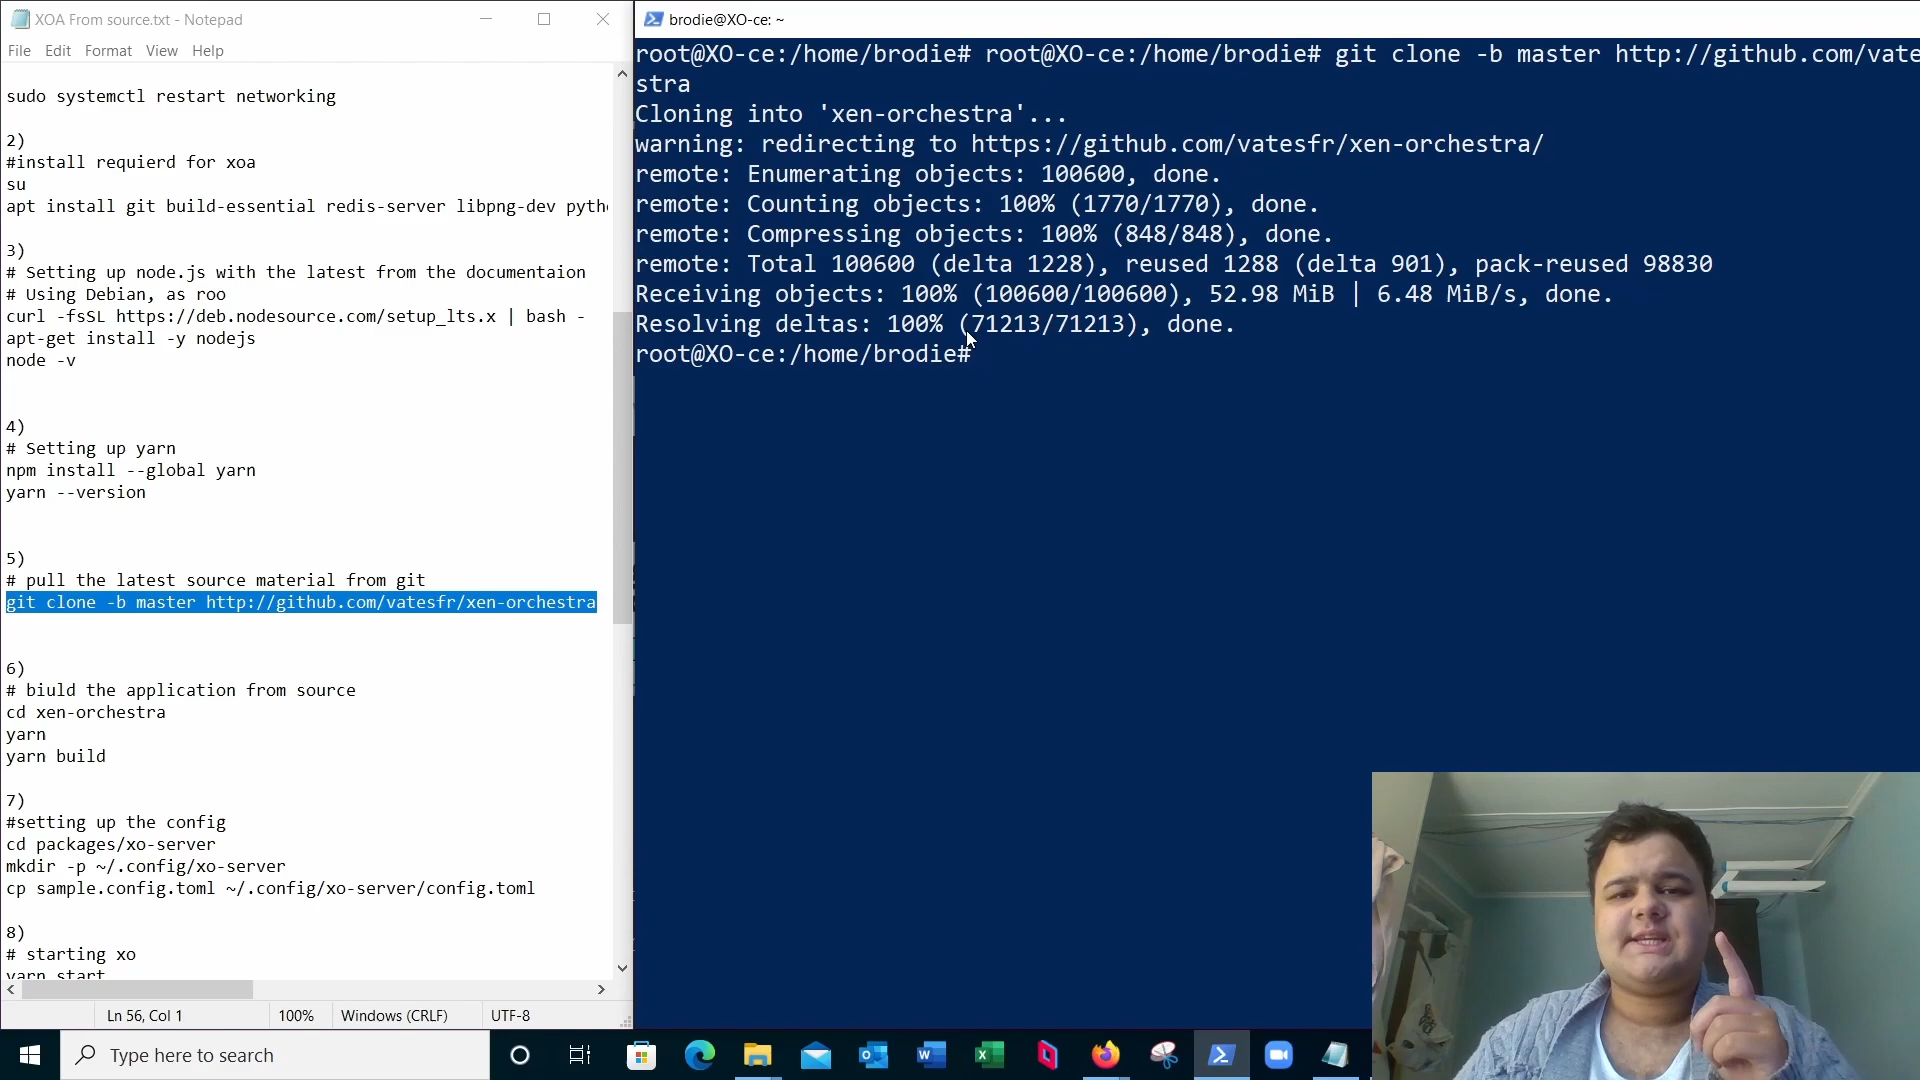 XOA From source.txt - Notepad
File Edit Format View Help
sudo systemctl restart networking
2)
#install requierd for xoa
su
apt install git build-essential redis-server libpng-dev pyth
3)
# Setting up node.js with the latest from the documentaion
# Using Debian, as roo
curl -fsSL https://deb.nodesource.com/setup_lts.x | bash -
apt-get install -y nodejs
node -v
4)
# Setting up yarn
npm install --global yarn
yarn --version
5)
# pull the latest source material from git
git clone -b master http://github.com/vatesfr/xen-orchestra
6)
# biuld the application from source
cd xen-orchestra
yarn
yarn build
7)
#setting up the config
cd packages/xo-server
mkdir -p ~/.config/xo-server
cp sample.config.toml ~/.config/xo-server/config.toml
8)
# starting xo
yarn start
Ln 56, Col 1 100% Windows (CRLF) UTF-8
brodie@XO-ce: ~
root@XO-ce:/home/brodie# root@XO-ce:/home/brodie# git clone -b master http://github.com/vate
stra
Cloning into 'xen-orchestra'...
warning: redirecting to https://github.com/vatesfr/xen-orchestra/
remote: Enumerating objects: 100600, done.
remote: Counting objects: 100% (1770/1770), done.
remote: Compressing objects: 100% (848/848), done.
remote: Total 100600 (delta 1228), reused 1288 (delta 901), pack-reused 98830
Receiving objects: 100% (100600/100600), 52.98 MiB | 6.48 MiB/s, done.
Resolving deltas: 100% (71213/71213), done.
root@XO-ce:/home/brodie#
Type here to search